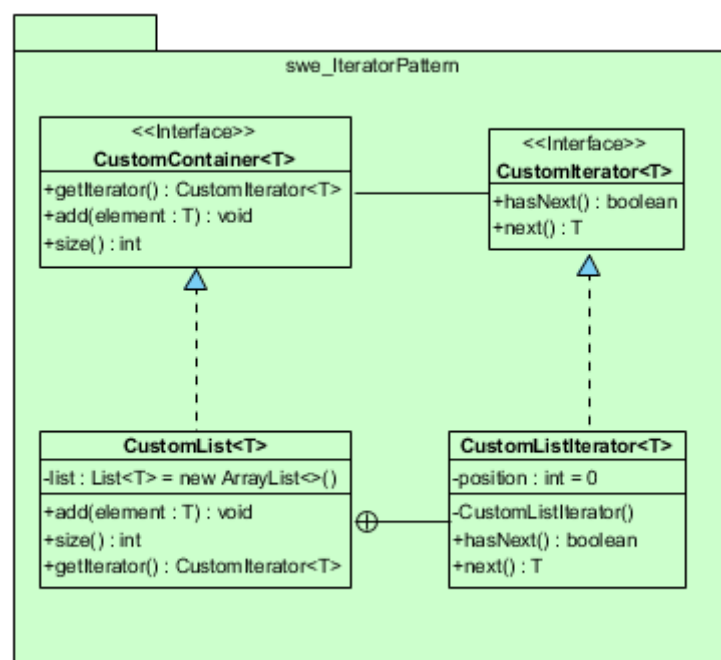 swe_IteratorPattern
<<Interface>>
CustomContainer<T>
+getIterator() : CustomIterator<T>
+add(element : T) : void
+size() : int
<<Interface>>
CustomIterator<T>
+hasNext() : boolean
+next() : T
CustomList<T>
-list : List<T> = new ArrayList<>()
+add(element : T) : void
+size() : int
+getIterator() : CustomIterator<T>
CustomListIterator<T>
-position : int = 0
-CustomListIterator()
+hasNext() : boolean
+next() : T